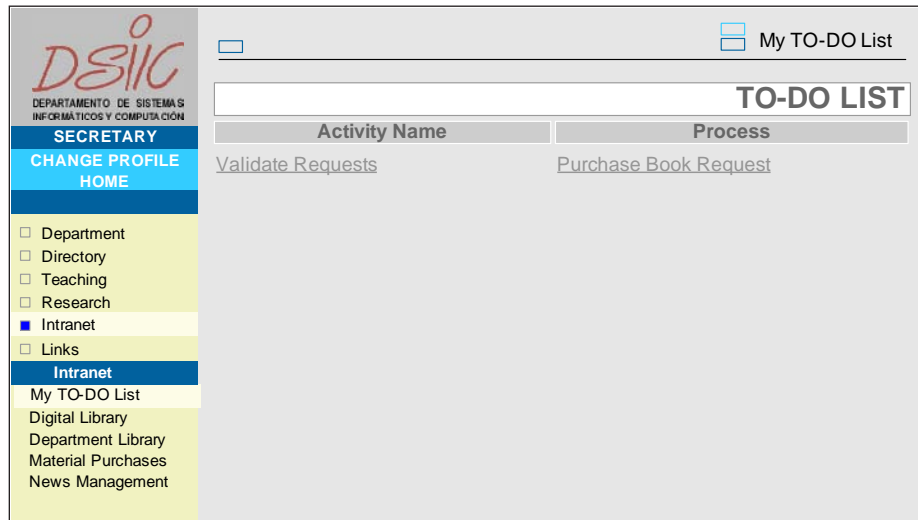 DSIIC
DEPARTAMENTO DE SISTEMAS
INFORMÁTICOS Y COMPUTACIÓN
My TO-DO List
TO-DO LIST
SECRETARY
CHANGE PROFILE
HOME
Activity Name Process
Validate Requests Purchase Book Request
Department
Directory
Teaching
Research
Intranet
Links
Intranet
My TO-DO List
Digital Library
Department Library
Material Purchases
News Management